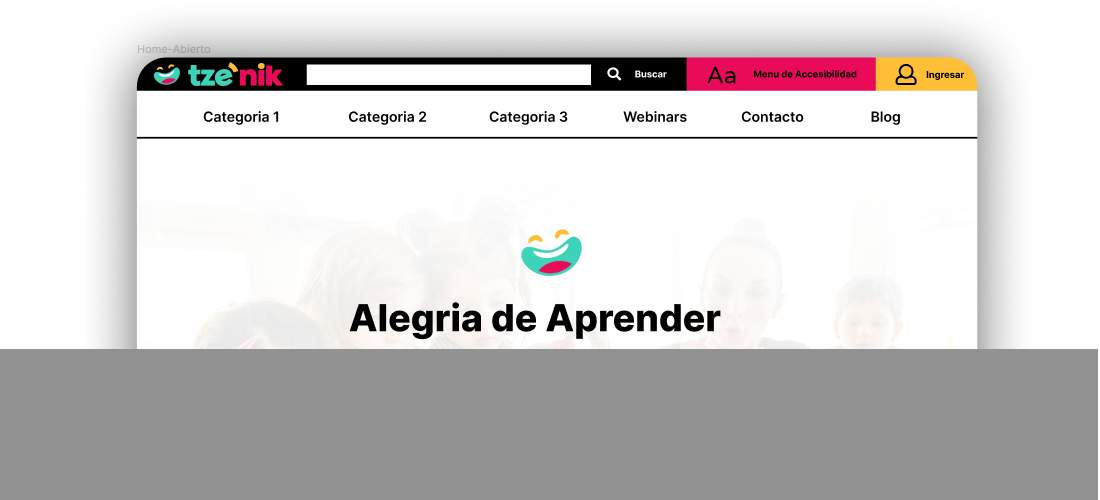 Home-Abierto
tze'nik
Buscar
Aa Menu de Accesibilidad
Ingresar
Categoria 1
Categoria 2
Categoria 3
Webinars
Contacto
Blog
Alegria de Aprender